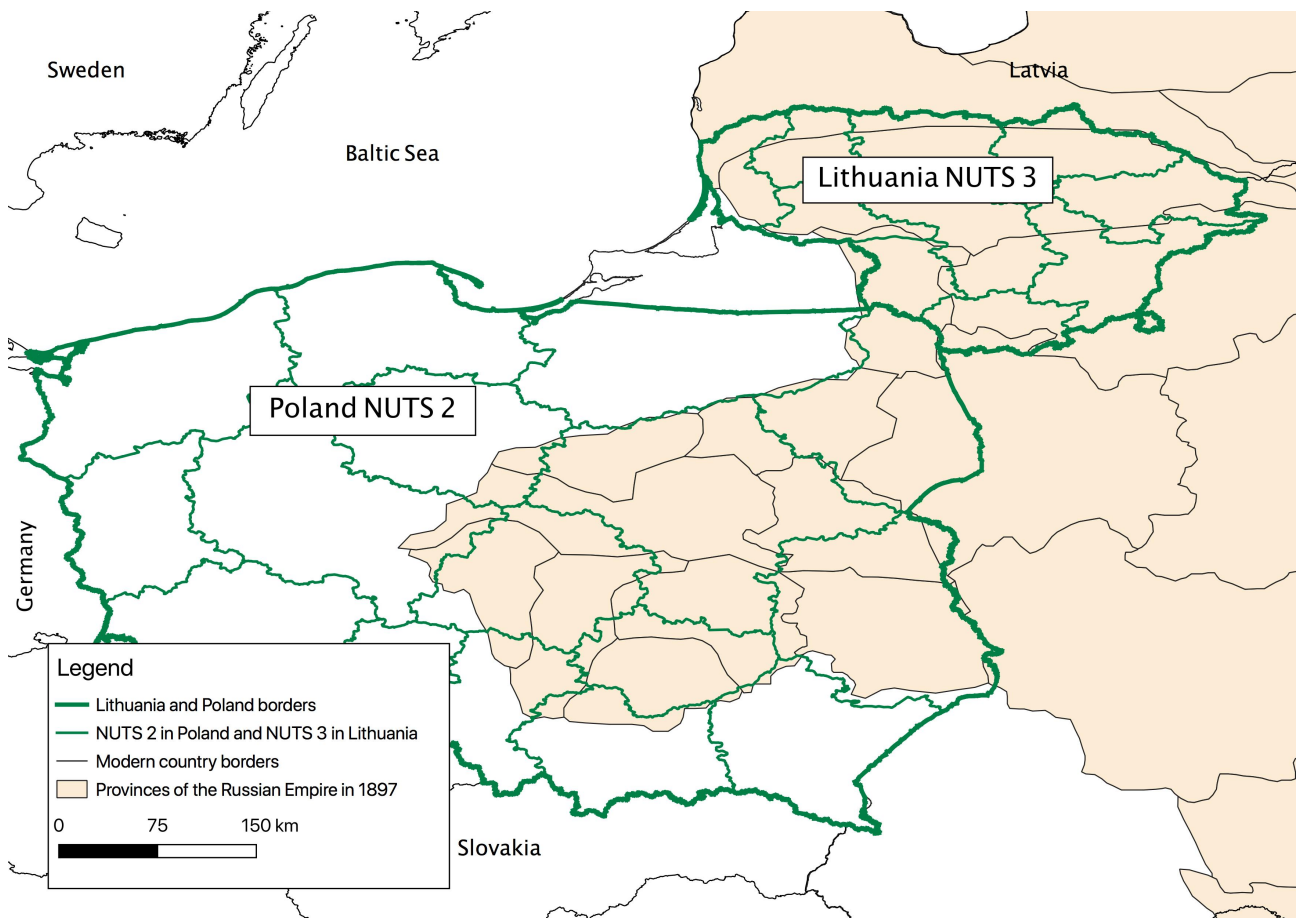 Sweden
Latvia
Baltic Sea
Lithuania NUTS 3
Poland NUTS 2
Germany
Legend
Lithuania and Poland borders
NUTS 2 in Poland and NUTS 3 in Lithuania
Modern country borders
Provinces of the Russian Empire in 1897
0 75 150 km
Slovakia